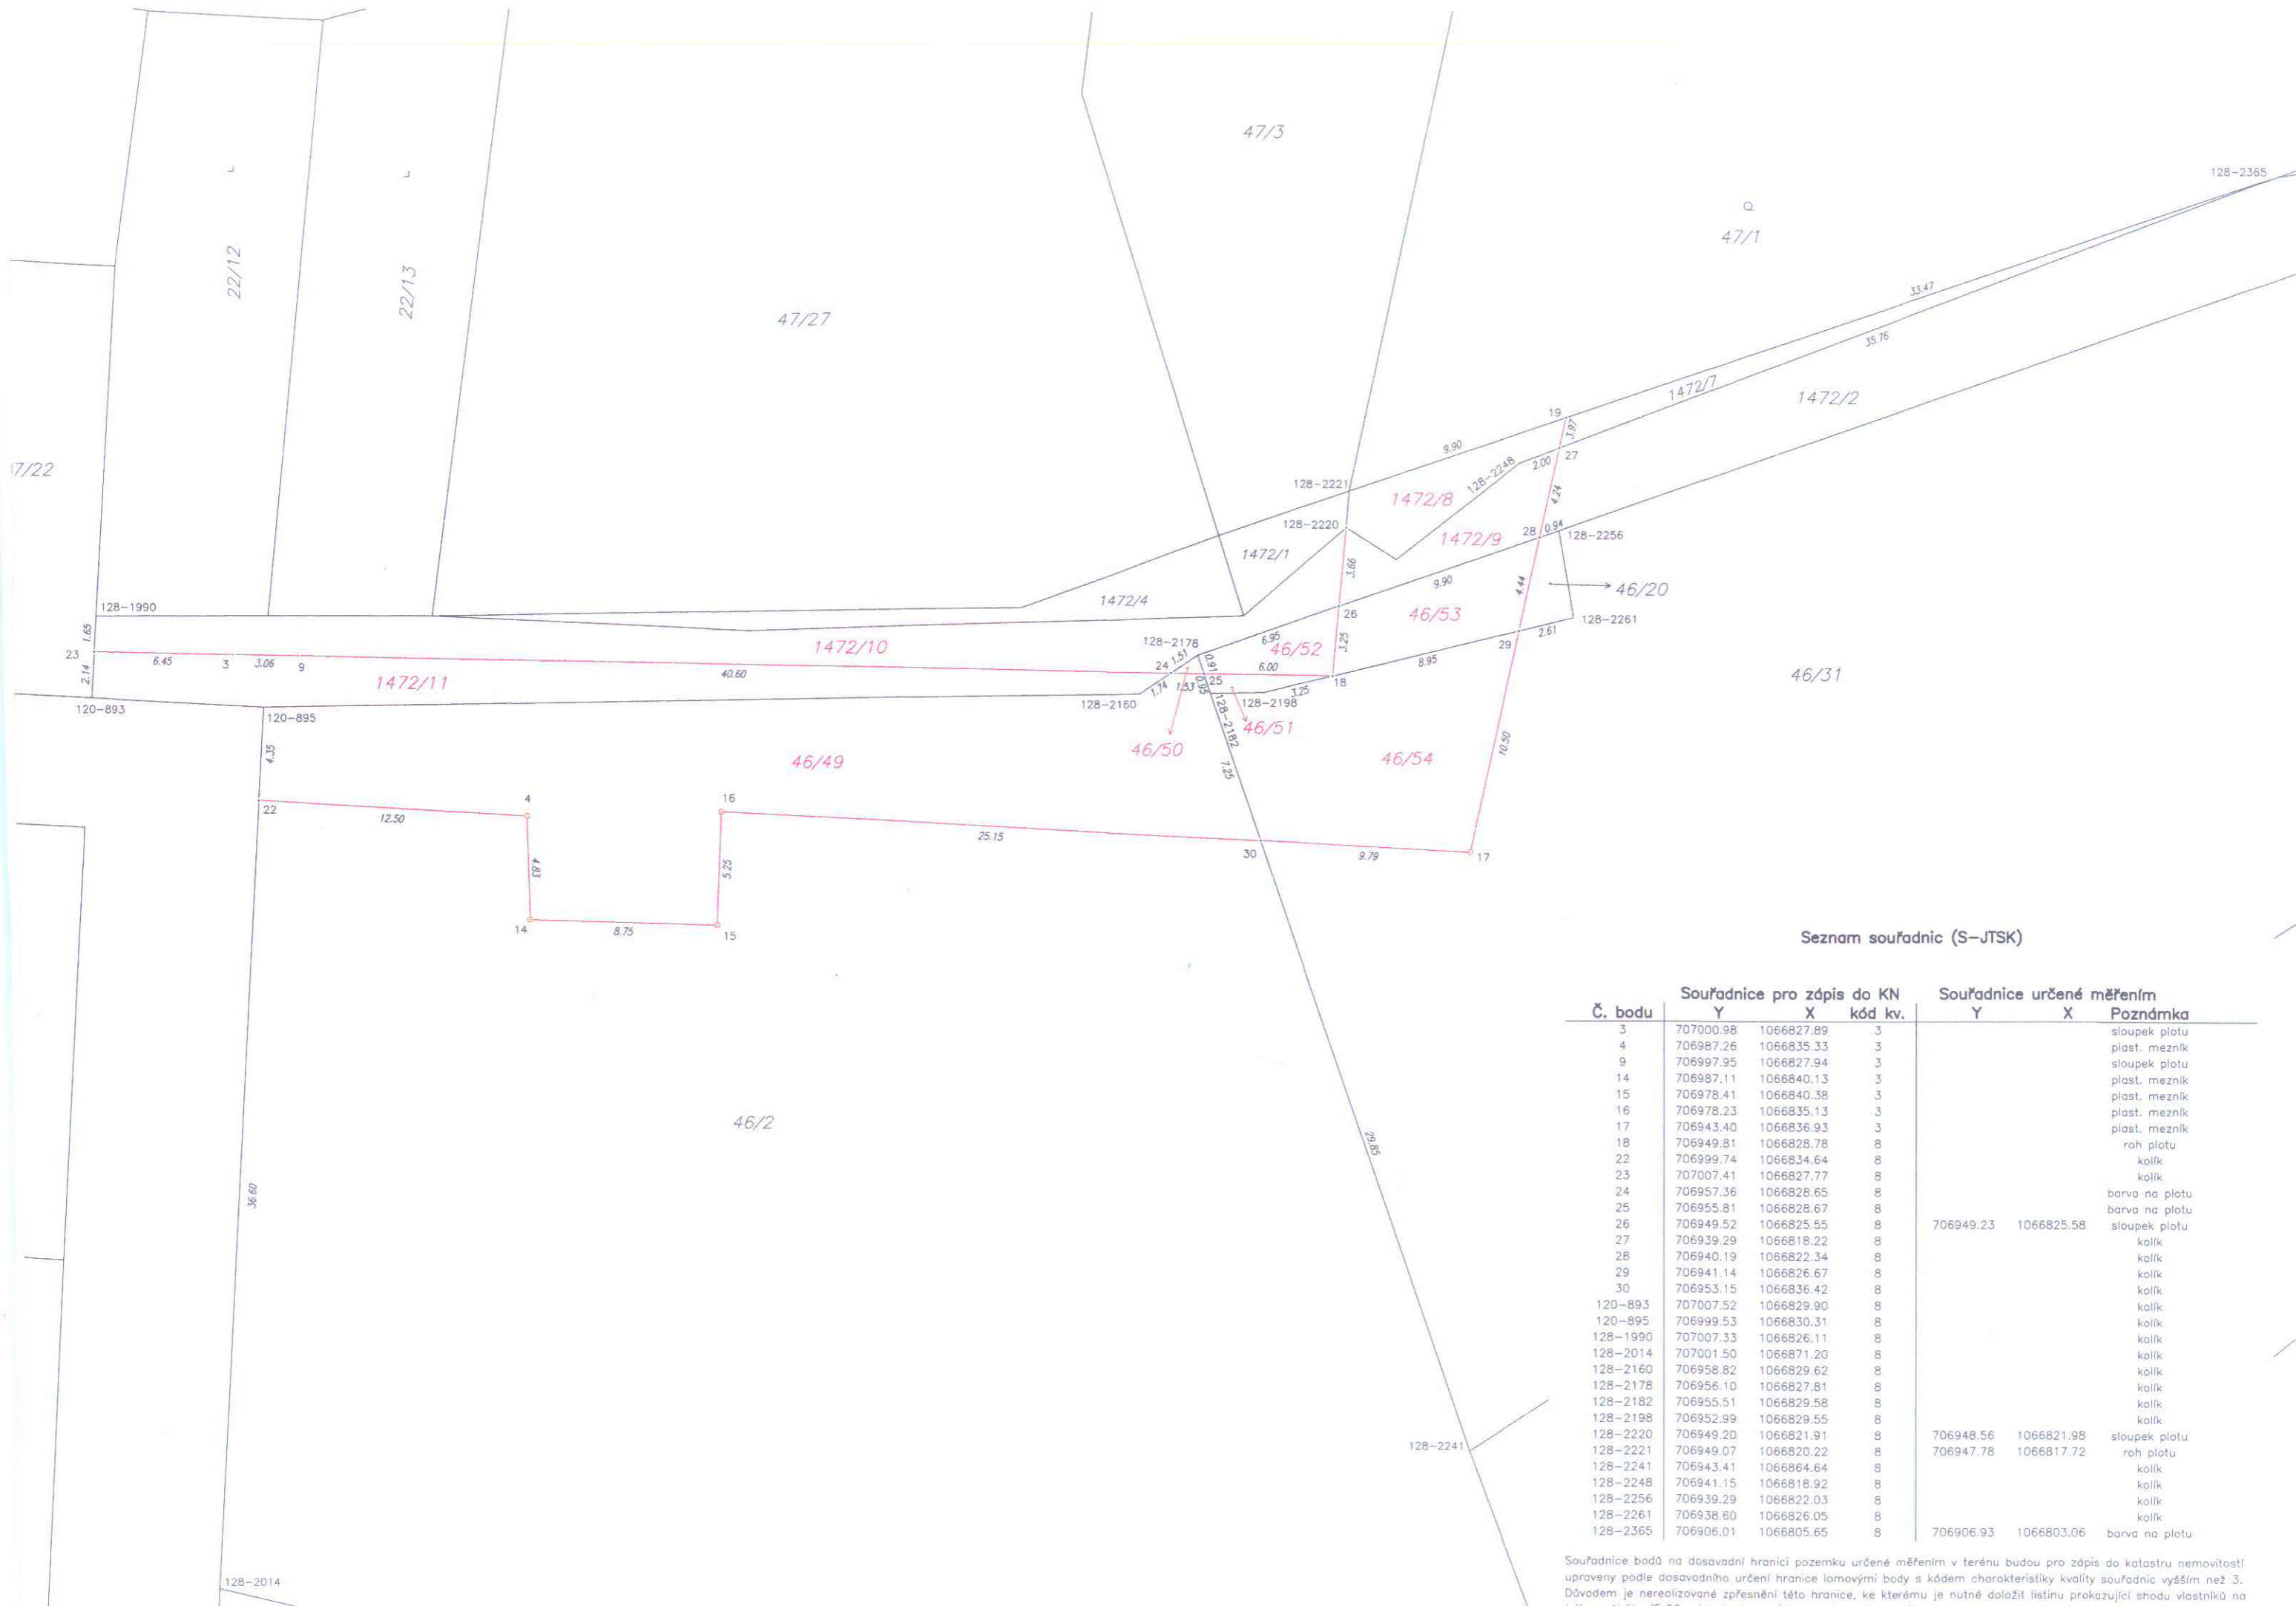 47/3
128-2365
Q
47/1
22/12
22/13
47/27
33.47
35.76
1472/7
1472/2
19
3.97
9.90
27
2.00
128-2248
7/22
128-2221
1472/8
4.24
128-2220
1472/9
28
0.94
128-2256
1472/1
3.66
9.90
4.44
46/20
128-1990
1472/4
26
46/53
128-2261
1.65
1472/10
128-2178
6.95
46/52
3.25
29
2.61
23
6.45
3
3.06
9
24
1.51
0.91
6.00
8.95
46/31
2.14
1472/11
40.60
1.74
1.53
0.95
25
18
3.25
120-893
120-895
128-2160
128-2198
128-2182
46/51
46/50
4.35
46/49
46/54
7.25
10.50
22
4
16
12.50
25.15
30
9.79
17
4.83
5.25
14
8.75
15
46/2
29.85
36.60
128-2241
128-2014
Seznam souřadnic (S-JTSK)
Souřadnice pro zápis do KN Souřadnice určené měřením
Č. bodu Y X kód kv. Y X Poznámka
3 707000.98 1066827.89 3 sloupek plotu
4 706987.26 1066835.33 3 plast. mezník
9 706997.95 1066827.94 3 sloupek plotu
14 706987.11 1066840.13 3 plast. mezník
15 706978.41 1066840.38 3 plast. mezník
16 706978.23 1066835.13 3 plast. mezník
17 706943.40 1066836.93 3 plast. mezník
18 706949.81 1066828.78 8 roh plotu
22 706999.74 1066834.64 8 kolík
23 707007.41 1066827.77 8 kolík
24 706957.36 1066828.65 8 barva na plotu
25 706955.81 1066828.67 8 barva na plotu
26 706949.52 1066825.55 8 706949.23 1066825.58 sloupek plotu
27 706939.29 1066818.22 8 kolík
28 706940.19 1066822.34 8 kolík
29 706941.14 1066826.67 8 kolík
30 706953.15 1066836.42 8 kolík
120-893 707007.52 1066829.90 8 kolík
120-895 706999.53 1066830.31 8 kolík
128-1990 707007.33 1066826.11 8 kolík
128-2014 707001.50 1066871.20 8 kolík
128-2160 706958.82 1066829.62 8 kolík
128-2178 706956.10 1066827.81 8 kolík
128-2182 706955.51 1066829.58 8 kolík
128-2198 706952.99 1066829.55 8 kolík
128-2220 706949.20 1066821.91 8 706948.56 1066821.98 sloupek plotu
128-2221 706949.07 1066820.22 8 706947.78 1066817.72 roh plotu
128-2241 706943.41 1066864.64 8 kolík
128-2248 706941.15 1066818.92 8 kolík
128-2256 706939.29 1066822.03 8 kolík
128-2261 706938.60 1066826.05 8 kolík
128-2365 706906.01 1066805.65 8 706906.93 1066803.06 barva na plotu
Souřadnice bodů na dosavadní hranici pozemku určené měřením v terénu budou pro zápis do katastru nemovitostí
upraveny podle dosavadního určení hranice lomovými body s kódem charakteristiky kvality souřadnic vyšším než 3.
Důvodem je nerealizované zpřesnění této hranice, ke kterému je nutné doložit listinu prokazující shodu vlastníků na